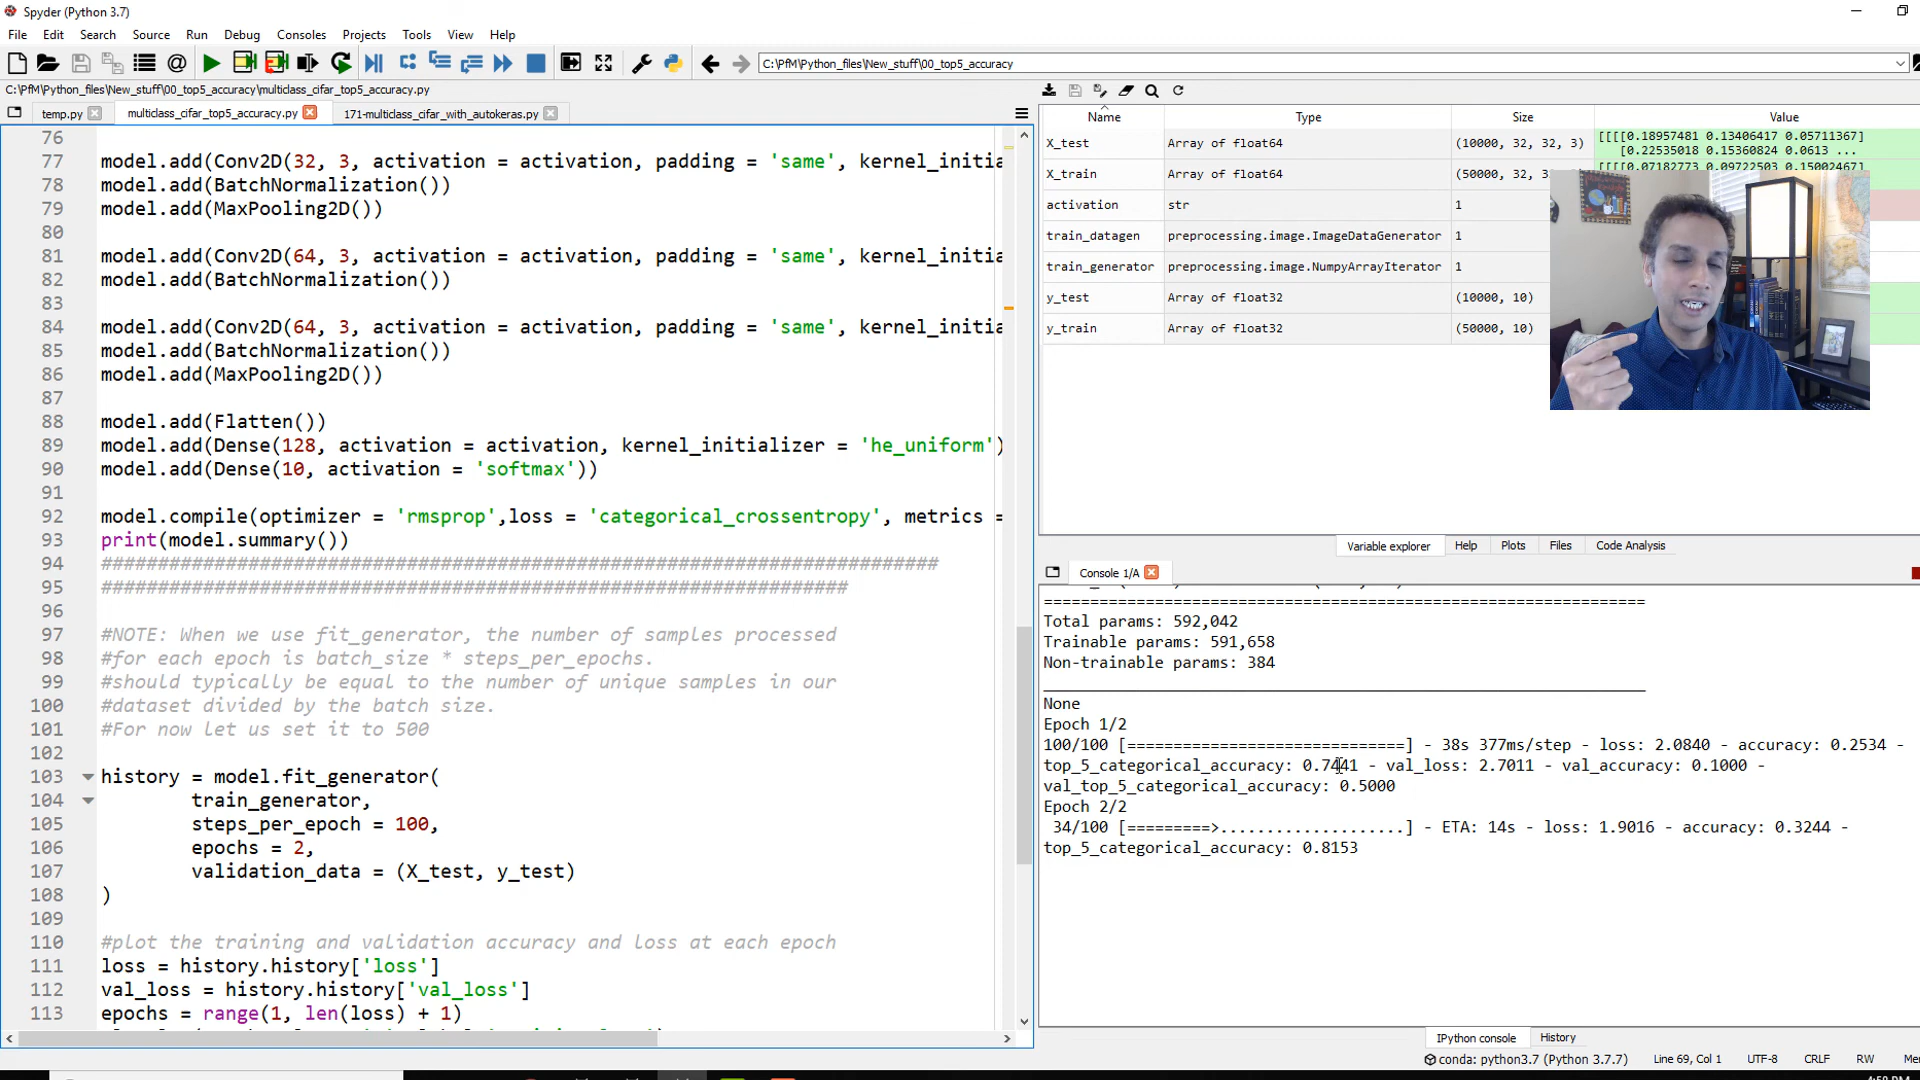 Spyder (Python 3.7)
File Edit Search Source Run Debug Consoles Projects Tools View Help
C:\PfM\Python_files\New_stuff\00_top5_accuracy
C:\PfM\Python_files\New_stuff\00_top5_accuracy\multiclass_cifar_top5_accuracy.py
temp.py multiclass_cifar_top5_accuracy.py 171-multiclass_cifar_with_autokeras.py
76
77 model.add(Conv2D(32, 3, activation = activation, padding = 'same', kernel_initia
78 model.add(BatchNormalization())
79 model.add(MaxPooling2D())
80
81 model.add(Conv2D(64, 3, activation = activation, padding = 'same', kernel_initia
82 model.add(BatchNormalization())
83
84 model.add(Conv2D(64, 3, activation = activation, padding = 'same', kernel_initia
85 model.add(BatchNormalization())
86 model.add(MaxPooling2D())
87
88 model.add(Flatten())
89 model.add(Dense(128, activation = activation, kernel_initializer = 'he_uniform')
90 model.add(Dense(10, activation = 'softmax'))
91
92 model.compile(optimizer = 'rmsprop',loss = 'categorical_crossentropy', metrics =
93 print(model.summary())
94 ##########################################################################
95 ##################################################################
96
97 #NOTE: When we use fit_generator, the number of samples processed
98 #for each epoch is batch_size * steps_per_epochs.
99 #should typically be equal to the number of unique samples in our
100 #dataset divided by the batch size.
101 #For now let us set it to 500
102
103 history = model.fit_generator(
104 train_generator,
105 steps_per_epoch = 100,
106 epochs = 2,
107 validation_data = (X_test, y_test)
108 )
109
110 #plot the training and validation accuracy and loss at each epoch
111 loss = history.history['loss']
112 val_loss = history.history['val_loss']
113 epochs = range(1, len(loss) + 1)
Name Type Size Value
X_test Array of float64 (10000, 32, 32, 3) [[[[0.18957481 0.13406417 0.05711367]
[0.22535018 0.15360824 0.0613 ...
X_train Array of float64 (50000, 32, 3 [[[[0.07182773 0.09722503 0.15002467]
activation str 1
train_datagen preprocessing.image.ImageDataGenerator 1
train_generator preprocessing.image.NumpyArrayIterator 1
y_test Array of float32 (10000, 10)
y_train Array of float32 (50000, 10)
Variable explorer Help Plots Files Code Analysis
Console 1/A
=================================================================
Total params: 592,042
Trainable params: 591,658
Non-trainable params: 384
_________________________________________________________________
None
Epoch 1/2
100/100 [==============================] - 38s 377ms/step - loss: 2.0840 - accuracy: 0.2534 -
top_5_categorical_accuracy: 0.7441 - val_loss: 2.7011 - val_accuracy: 0.1000 -
val_top_5_categorical_accuracy: 0.5000
Epoch 2/2
34/100 [=========>....................] - ETA: 14s - loss: 1.9016 - accuracy: 0.3244 -
top_5_categorical_accuracy: 0.8153
IPython console History
conda: python3.7 (Python 3.7.7) Line 69, Col 1 UTF-8 CRLF RW Me